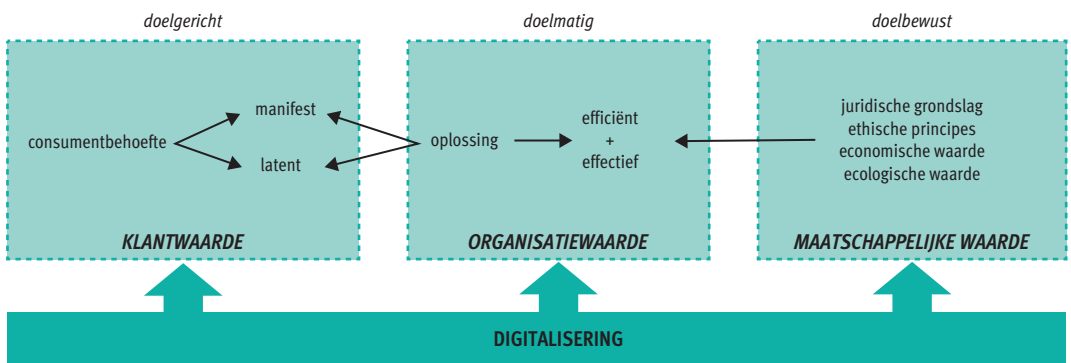 doelgericht
doelmatig
doelbewust
consumentbehoefte
manifest
latent
KLANTWAARDE
oplossing
efficiënt
+
effectief
ORGANISATIEWAARDE
juridische grondslag
ethische principes
economische waarde
ecologische waarde
MAATSCHAPPELIJKE WAARDE
DIGITALISERING